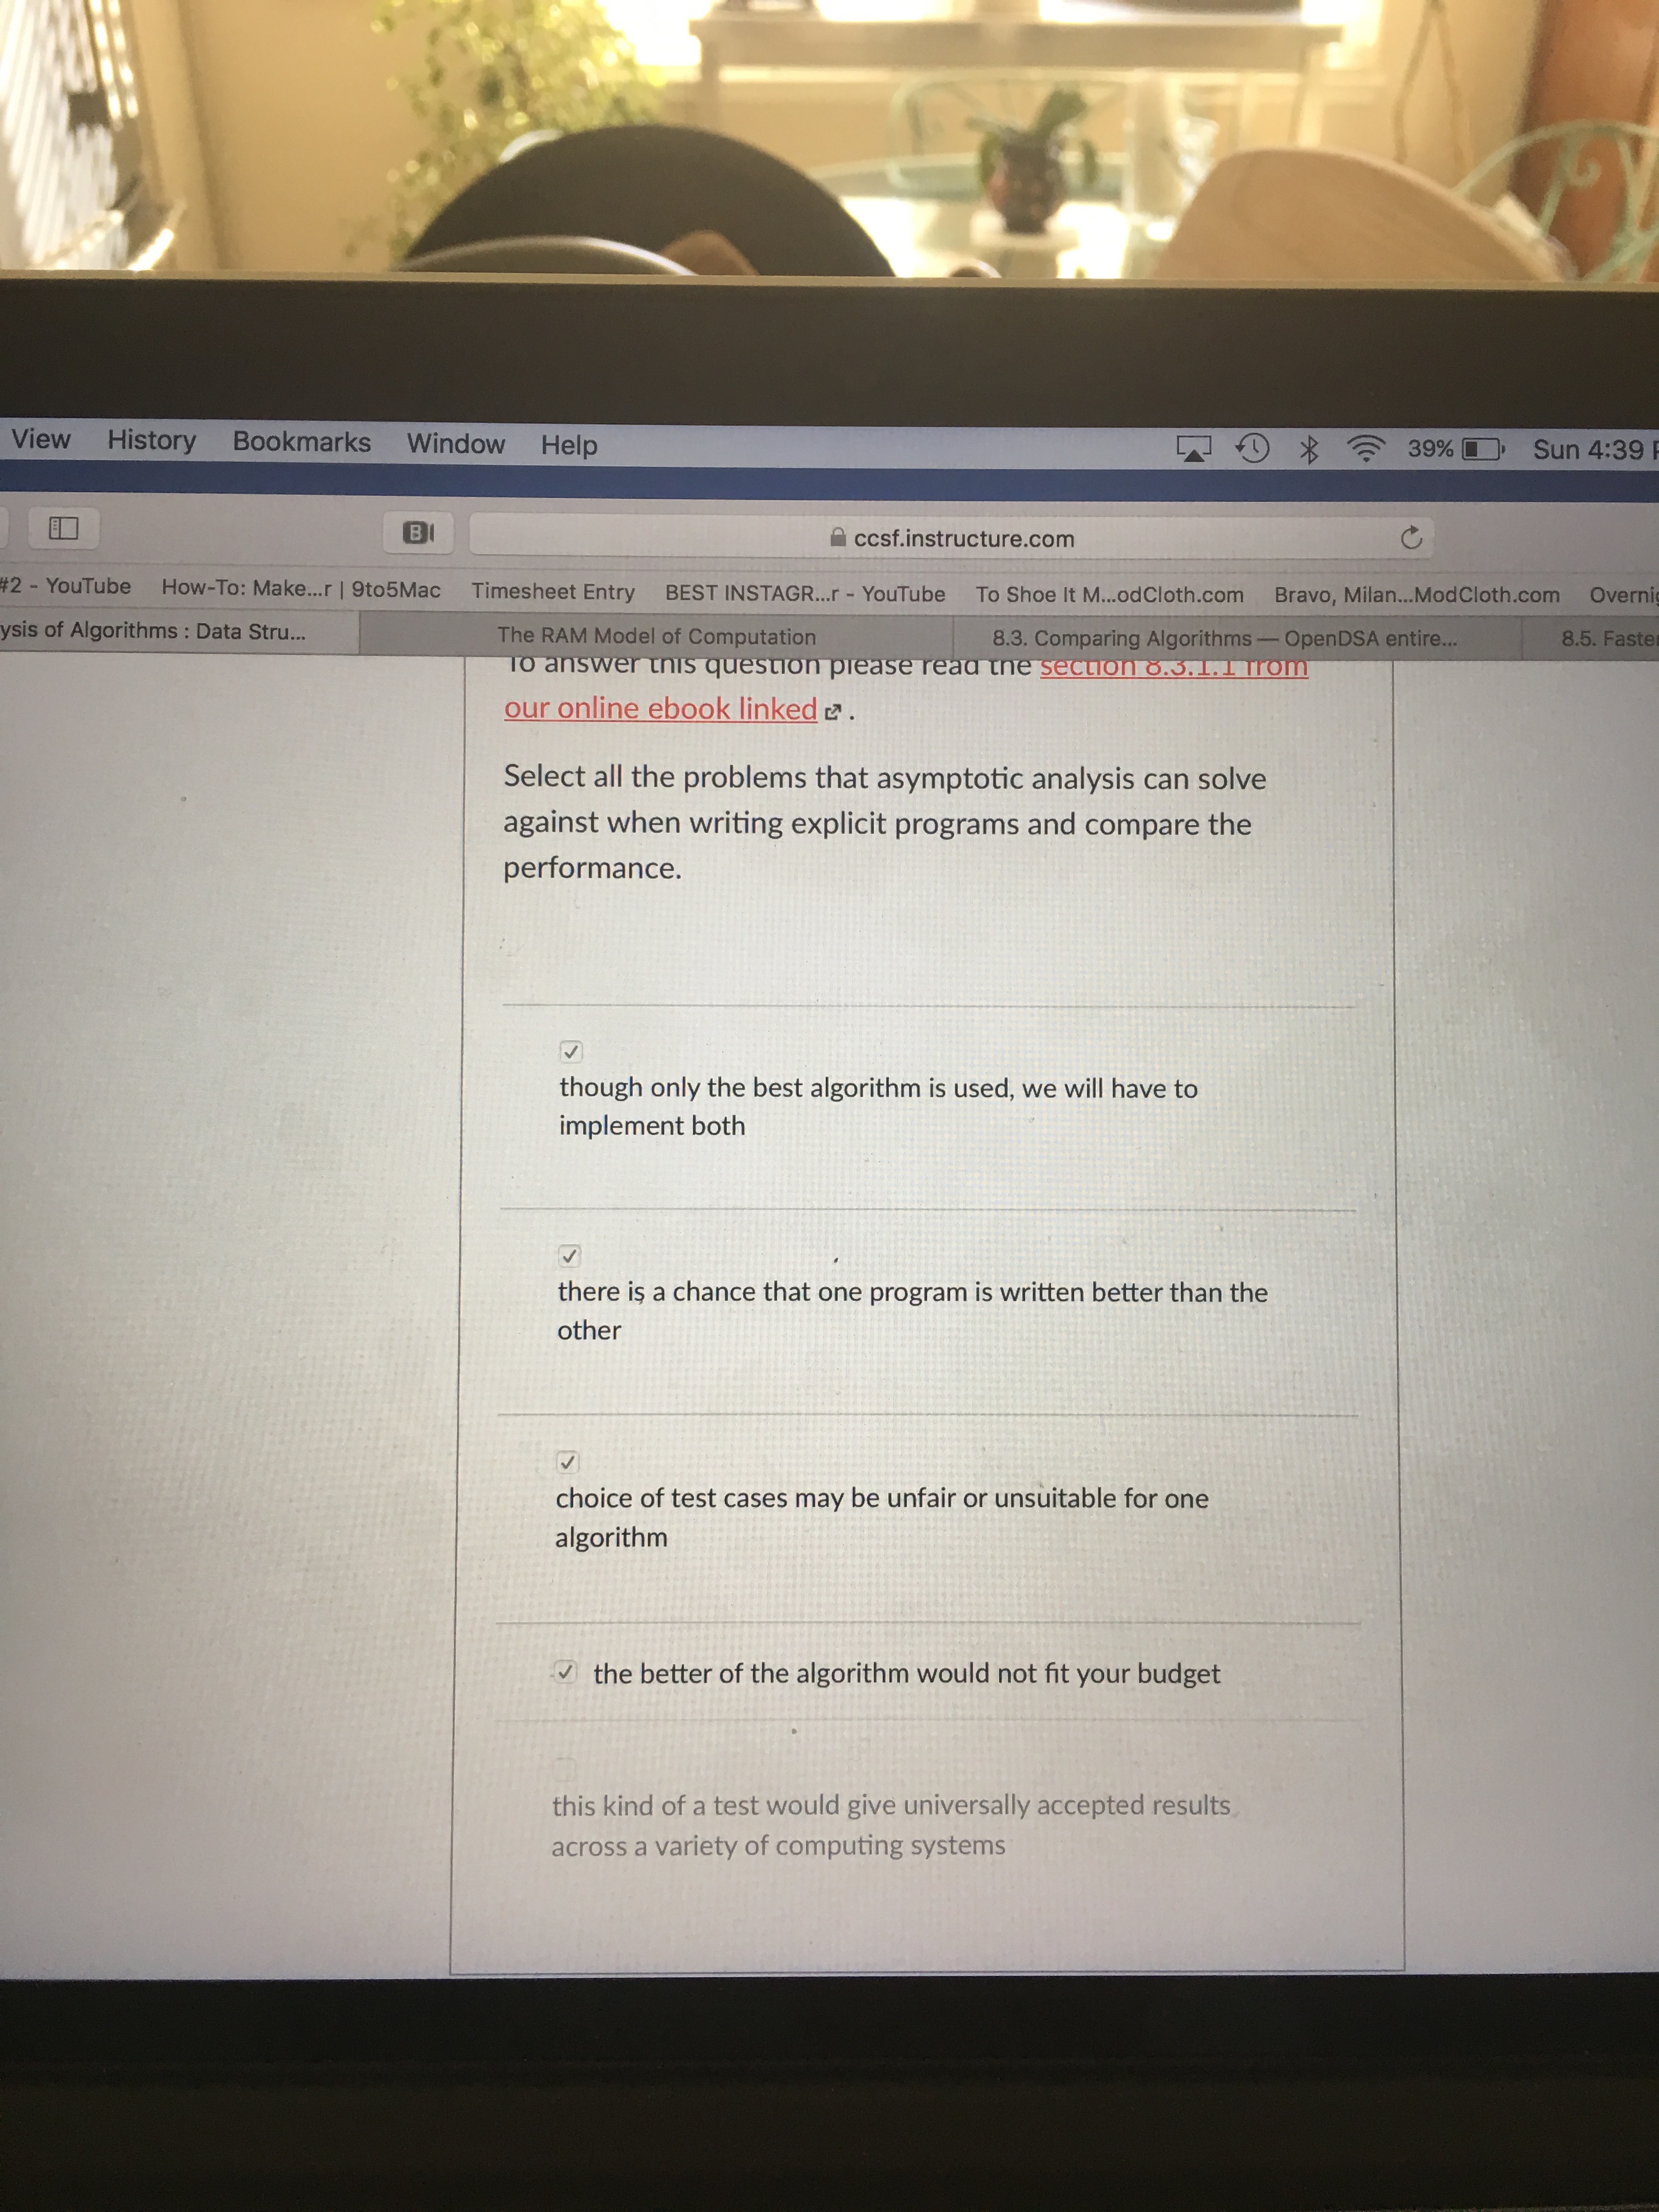 View History Bookmarks Window Help 39% Sun 4:39
B ccsf.instructure.com
#2 - YouTube How-To: Make...r | 9to5Mac Timesheet Entry BEST INSTAGR...r - YouTube To Shoe It M...odCloth.com Bravo, Milan...ModCloth.com Overni
ysis of Algorithms : Data Stru... The RAM Model of Computation 8.3. Comparing Algorithms — OpenDSA entire... 8.5. Faster
To answer this question please read the section 8.3.1.1 from
our online ebook linked .
Select all the problems that asymptotic analysis can solve
against when writing explicit programs and compare the
performance.
though only the best algorithm is used, we will have to
implement both
there is a chance that one program is written better than the
other
choice of test cases may be unfair or unsuitable for one
algorithm
the better of the algorithm would not fit your budget
this kind of a test would give universally accepted results
across a variety of computing systems